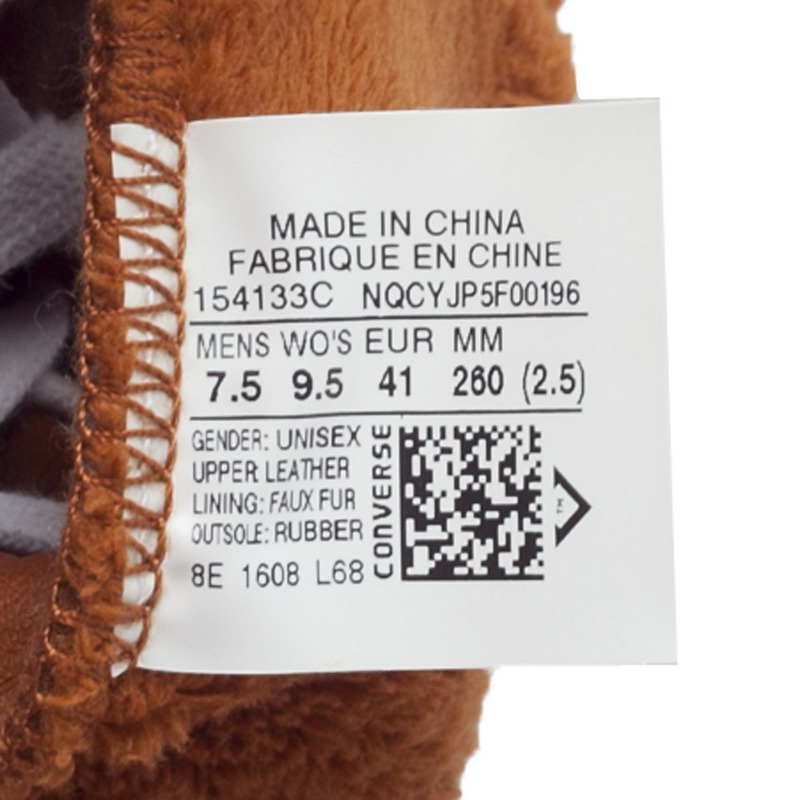 MADE IN CHINA
FABRIQUE EN CHINE
154133C NQCYJP5F00196
MENS WO'S EUR MM
7.5 9.5 41 260 (2.5)
GENDER: UNISEX
UPPER: LEATHER
LINING: FAUX FUR
OUTSOLE: RUBBER
8E 1608 L68
CONVERSE
TM